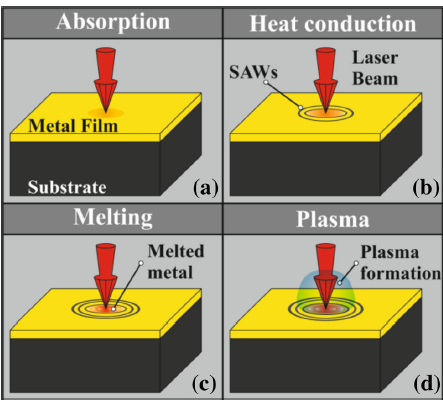 Absorption
Metal Film
Substrate
(a)
Heat conduction
SAWs
Laser
Beam
(b)
Melting
Melted
metal
(c)
Plasma
Plasma
formation
(d)